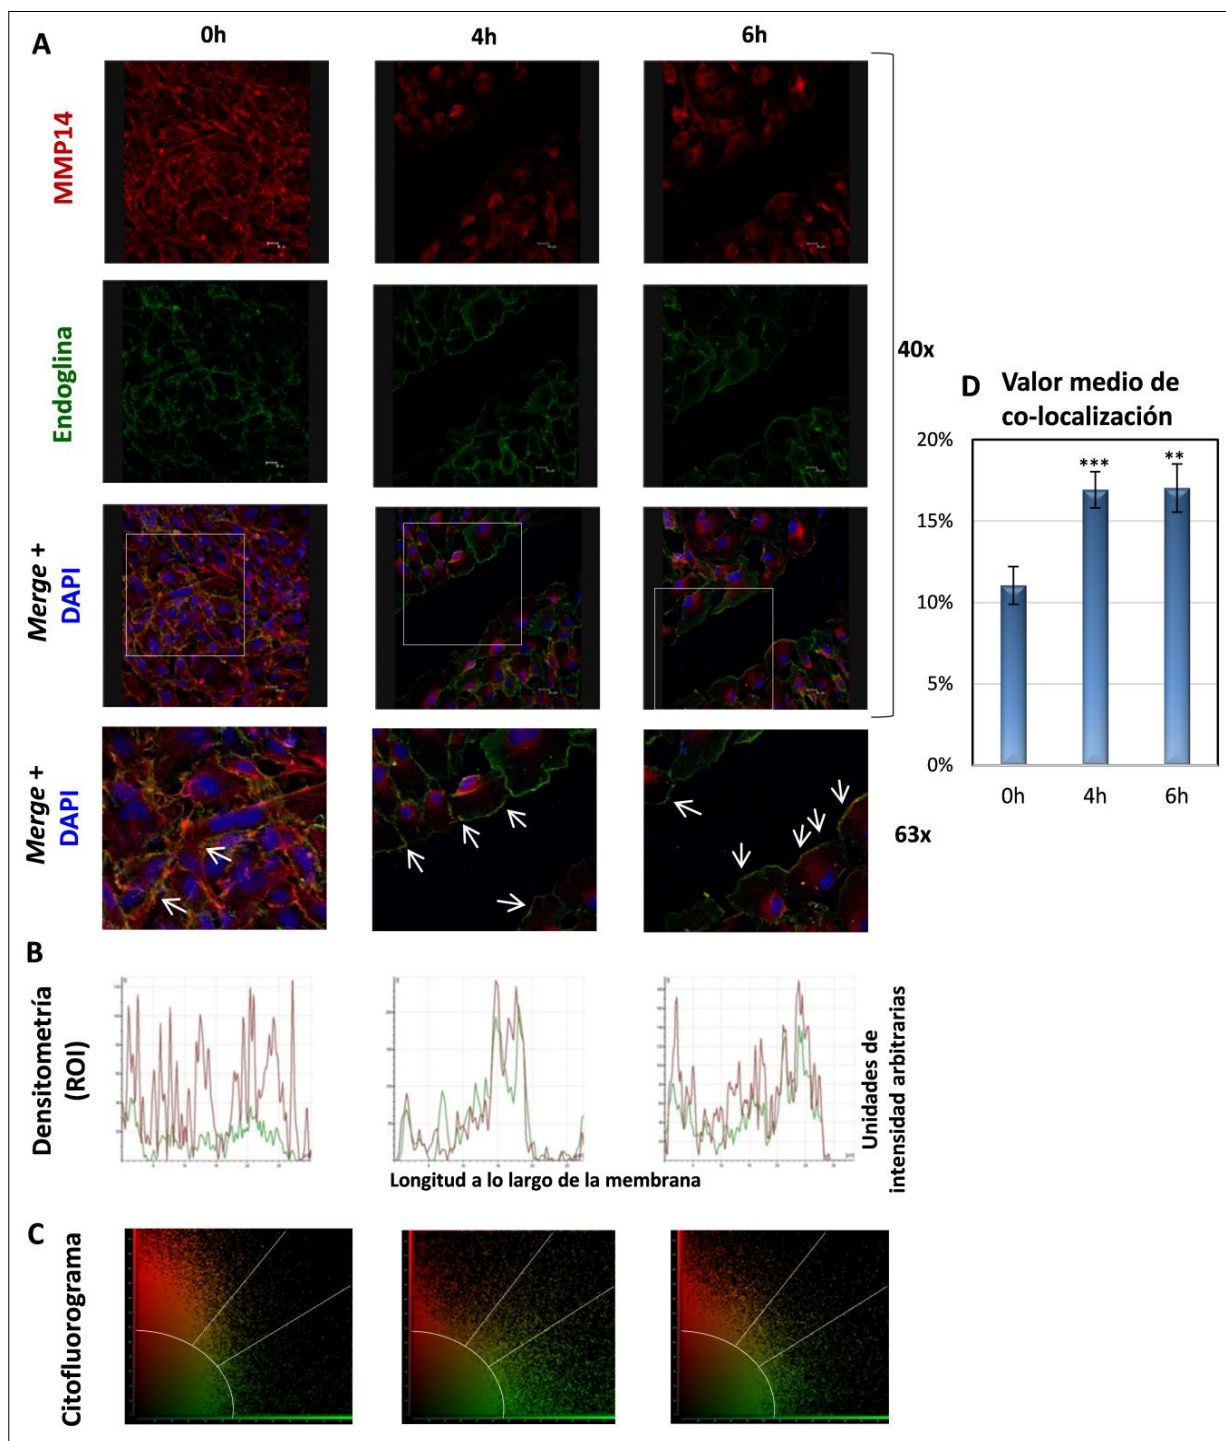 A
0h
4h
6h
MMP14
Endoglina
40x
Merge +
DAPI
Merge +
DAPI
63x
D Valor medio de
co-localización
20%
15%
10%
5%
0%
***
**
0h
4h
6h
B
Densitometría
(ROI)
Longitud a lo largo de la membrana
Unidades de
intensidad arbitrarias
C
Citofluorograma